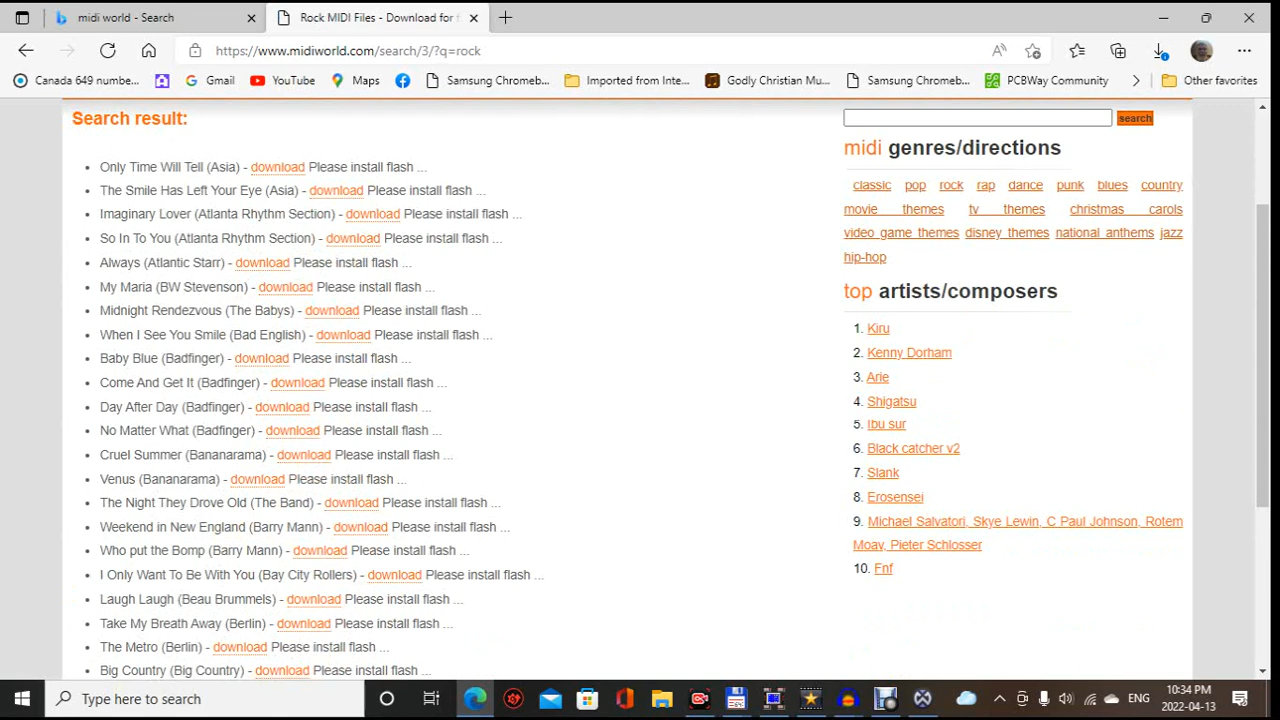 midi world - Search
Rock MIDI Files - Download for f
https://www.midiworld.com/search/3/?q=rock
Canada 649 numbe...
Gmail
YouTube
Maps
Samsung Chromeb...
Imported from Inte...
Godly Christian Mu...
Samsung Chromeb...
PCBWay Community
Other favorites
Search result:
Only Time Will Tell (Asia) - download Please install flash ...
The Smile Has Left Your Eye (Asia) - download Please install flash ...
Imaginary Lover (Atlanta Rhythm Section) - download Please install flash ...
So In To You (Atlanta Rhythm Section) - download Please install flash ...
Always (Atlantic Starr) - download Please install flash ...
My Maria (BW Stevenson) - download Please install flash ...
Midnight Rendezvous (The Babys) - download Please install flash ...
When I See You Smile (Bad English) - download Please install flash ...
Baby Blue (Badfinger) - download Please install flash ...
Come And Get It (Badfinger) - download Please install flash ...
Day After Day (Badfinger) - download Please install flash ...
No Matter What (Badfinger) - download Please install flash ...
Cruel Summer (Bananarama) - download Please install flash ...
Venus (Bananarama) - download Please install flash ...
The Night They Drove Old (The Band) - download Please install flash ...
Weekend in New England (Barry Mann) - download Please install flash ...
Who put the Bomp (Barry Mann) - download Please install flash ...
I Only Want To Be With You (Bay City Rollers) - download Please install flash ...
Laugh Laugh (Beau Brummels) - download Please install flash ...
Take My Breath Away (Berlin) - download Please install flash ...
The Metro (Berlin) - download Please install flash ...
Big Country (Big Country) - download Please install flash ...
search
midi genres/directions
classic pop rock rap dance punk blues country
movie themes tv themes christmas carols
video game themes disney themes national anthems jazz
hip-hop
top artists/composers
1. Kiru
2. Kenny Dorham
3. Arie
4. Shigatsu
5. Ibu sur
6. Black catcher v2
7. Slank
8. Erosensei
9. Michael Salvatori, Skye Lewin, C Paul Johnson, Rotem
Moav, Pieter Schlosser
10. Fnf
Type here to search
ENG
10:34 PM
2022-04-13